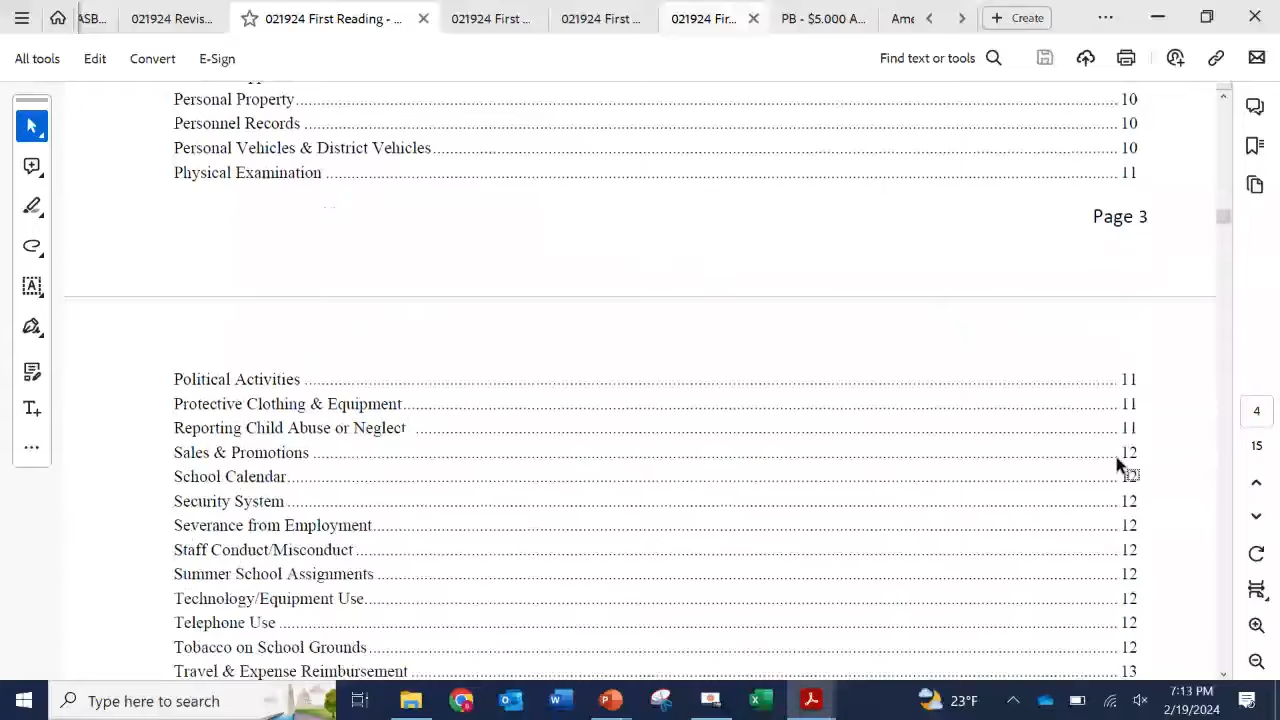 ASB...
021924 Revis...
021924 First Reading - ...
021924 First ...
021924 First ...
021924 Fir...
PB - $5.000 A...
Ame
Create
All tools
Edit
Convert
E-Sign
Find text or tools
Personal Property 10
Personnel Records 10
Personal Vehicles & District Vehicles 10
Physical Examination 11
Page 3
Political Activities 11
Protective Clothing & Equipment 11
Reporting Child Abuse or Neglect 11
Sales & Promotions 12
School Calendar 12
Security System 12
Severance from Employment 12
Staff Conduct/Misconduct 12
Summer School Assignments 12
Technology/Equipment Use 12
Telephone Use 12
Tobacco on School Grounds 12
Travel & Expense Reimbursement 13
4
15
Type here to search
23°F
7:13 PM
2/19/2024